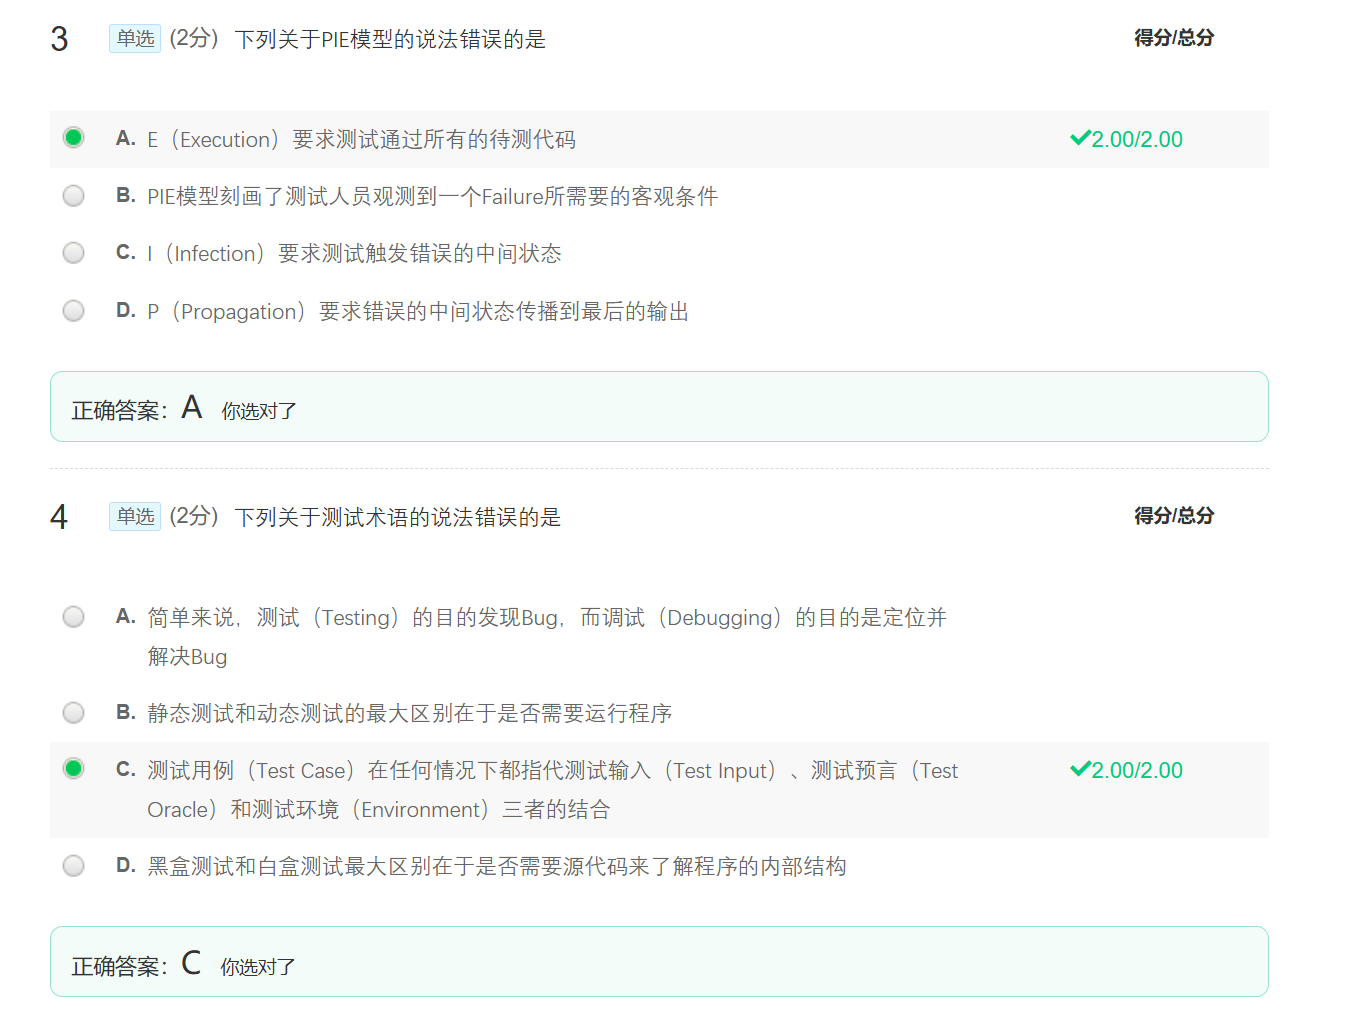 3 单选 (2分) 下列关于PIE模型的说法错误的是 得分/总分
A. E（Execution）要求测试通过所有的待测代码 2.00/2.00
B. PIE模型刻画了测试人员观测到一个Failure所需要的客观条件
C. I（Infection）要求测试触发错误的中间状态
D. P（Propagation）要求错误的中间状态传播到最后的输出
正确答案：A 你选对了
4 单选 (2分) 下列关于测试术语的说法错误的是 得分/总分
A. 简单来说，测试（Testing）的目的发现Bug，而调试（Debugging）的目的是定位并
解决Bug
B. 静态测试和动态测试的最大区别在于是否需要运行程序
C. 测试用例（Test Case）在任何情况下都指代测试输入（Test Input）、测试预言（Test 2.00/2.00
Oracle）和测试环境（Environment）三者的结合
D. 黑盒测试和白盒测试最大区别在于是否需要源代码来了解程序的内部结构
正确答案：C 你选对了